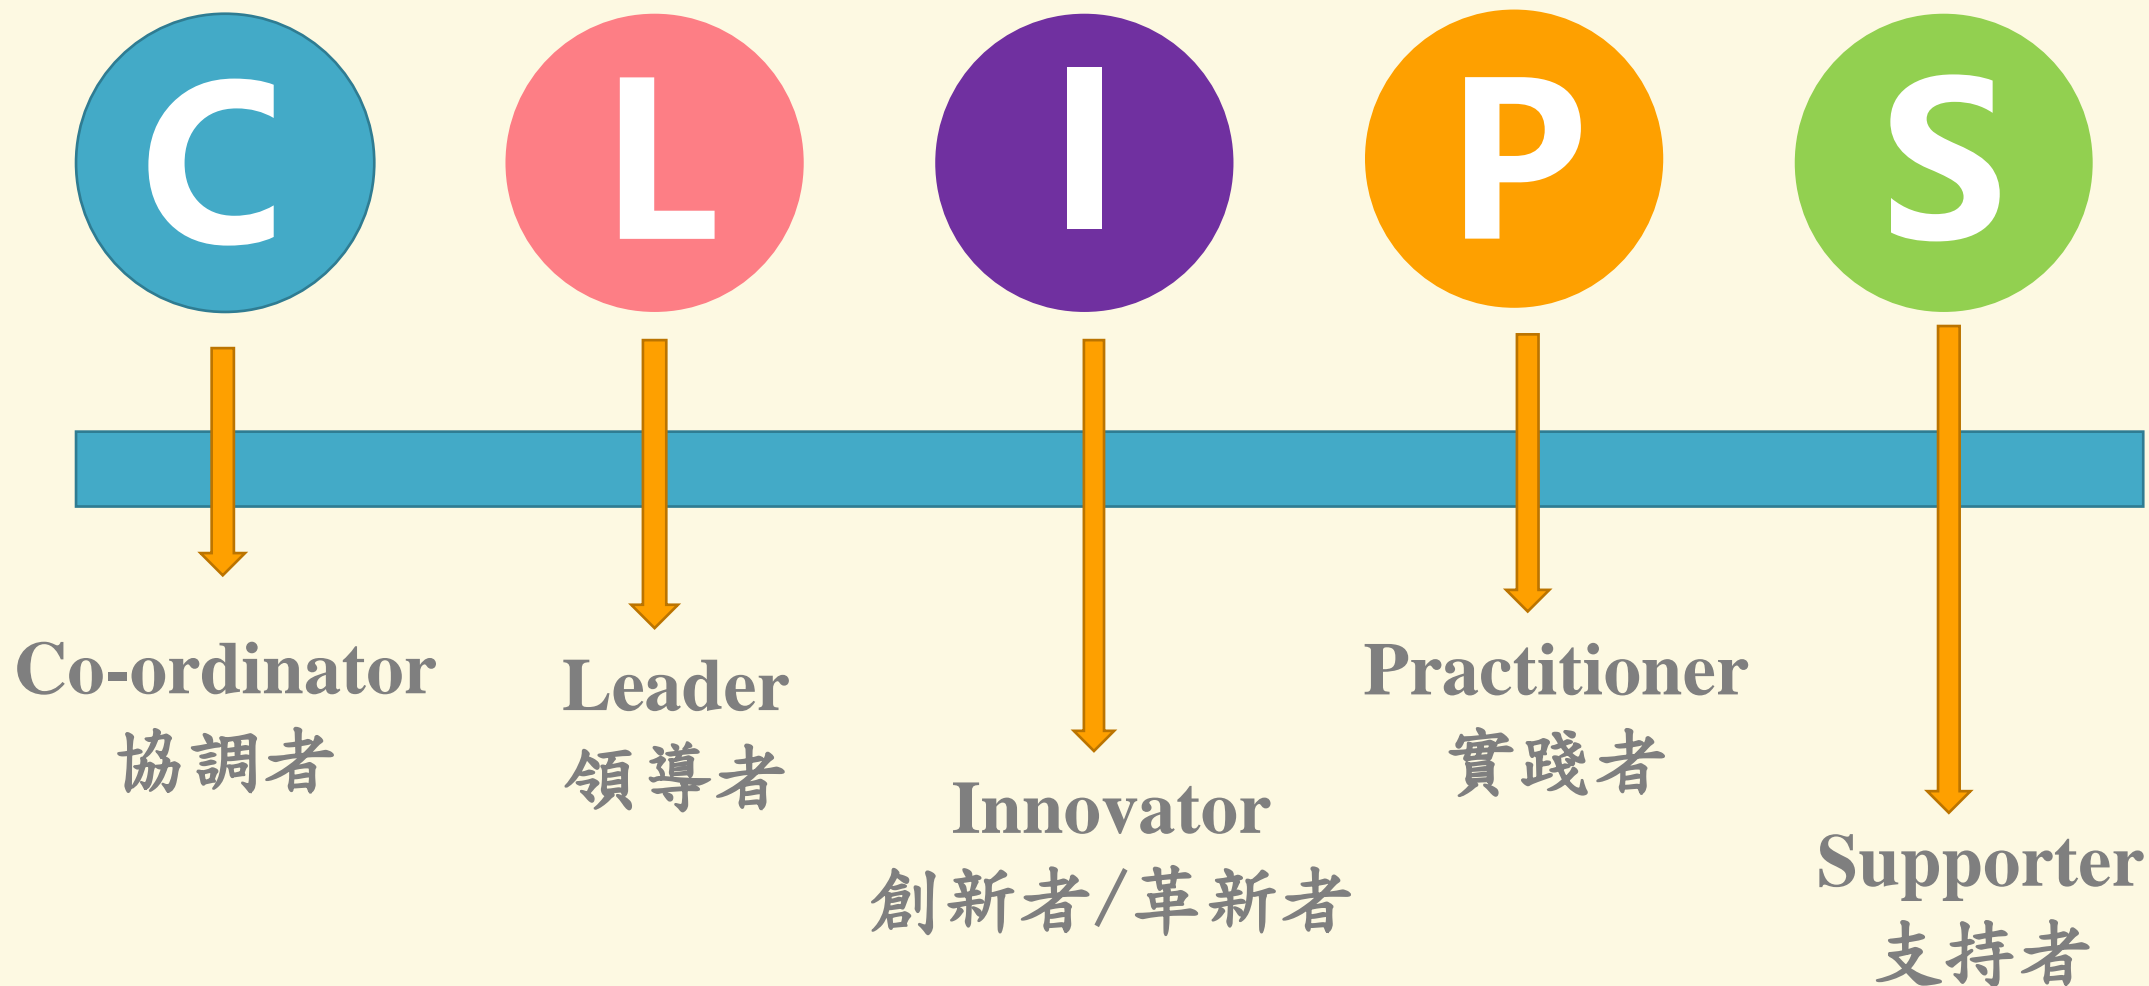 C
L
I
P
S
Co-ordinator
協調者
Leader
領導者
Innovator
創新者/革新者
Practitioner
實踐者
Supporter
支持者